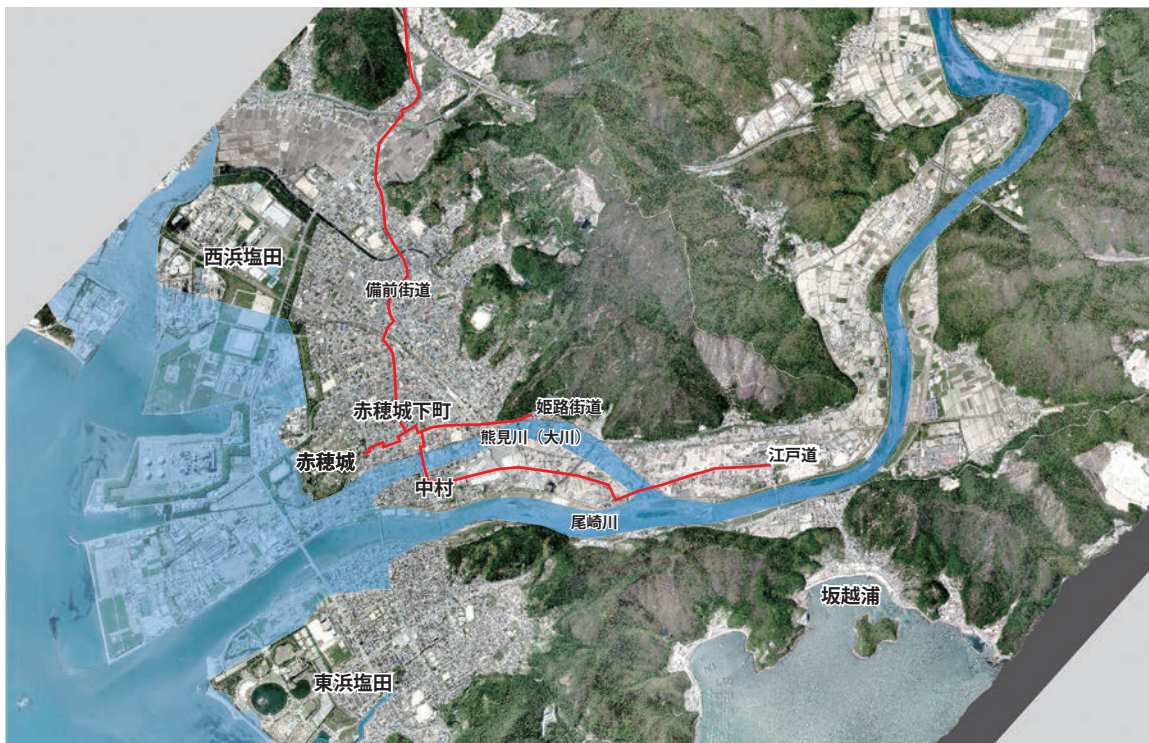 西浜塩田
備前街道
赤穂城下町
姫路街道
熊見川（大川）
赤穂城
江戸道
中村
尾崎川
坂越浦
東浜塩田